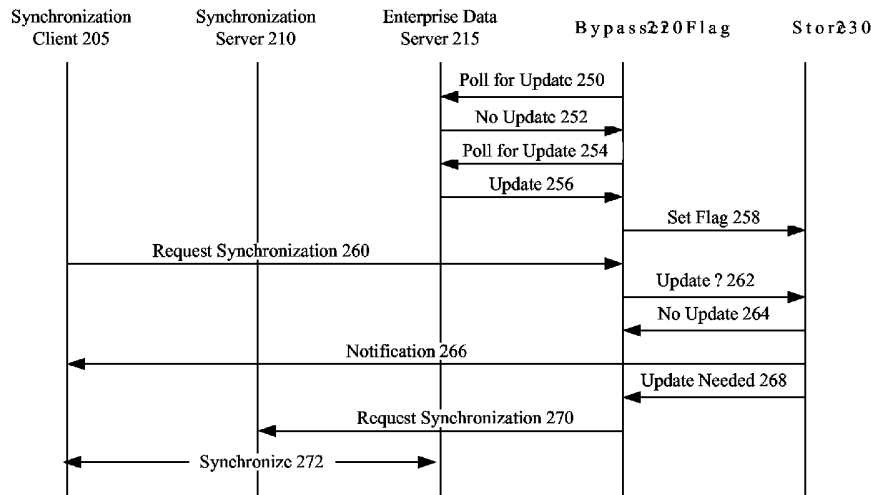 Synchronization
Client 205
Synchronization
Server 210
Enterprise Data
Server 215
Bypasser 220
Flag Store 230
Poll for Update 250
No Update 252
Poll for Update 254
Update 256
Set Flag 258
Request Synchronization 260
Update ? 262
No Update 264
Notification 266
Update Needed 268
Request Synchronization 270
Synchronize 272